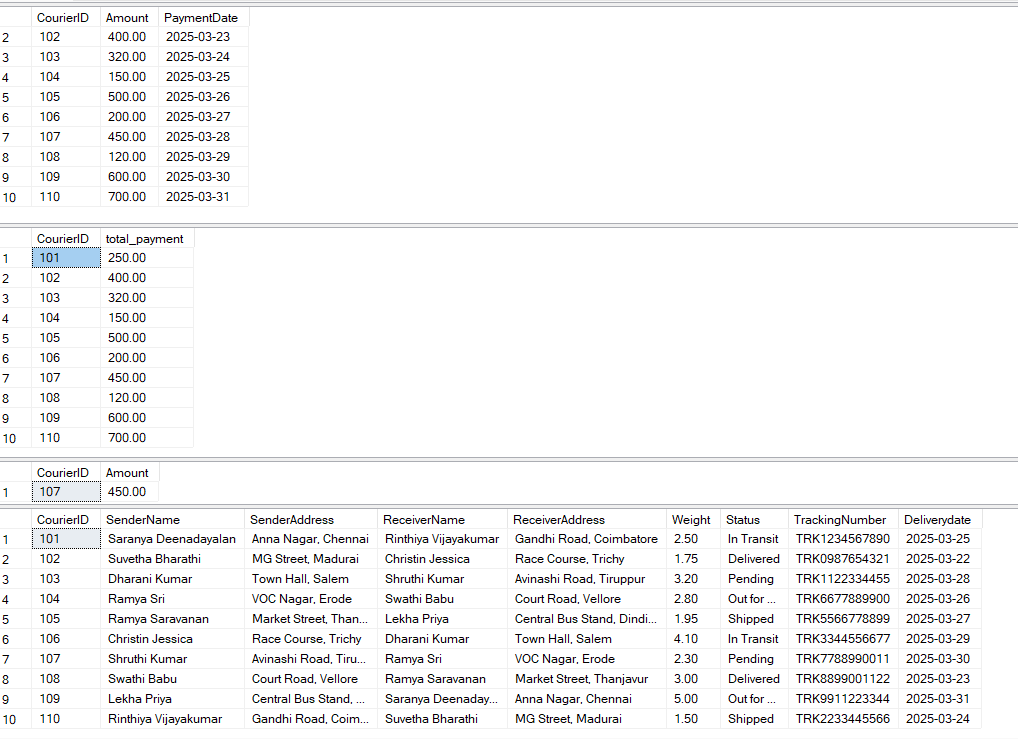 CourierID Amount PaymentDate
2 102 400.00 2025-03-23
3 103 320.00 2025-03-24
4 104 150.00 2025-03-25
5 105 500.00 2025-03-26
6 106 200.00 2025-03-27
7 107 450.00 2025-03-28
8 108 120.00 2025-03-29
9 109 600.00 2025-03-30
10 110 700.00 2025-03-31
CourierID total_payment
1 101 250.00
2 102 400.00
3 103 320.00
4 104 150.00
5 105 500.00
6 106 200.00
7 107 450.00
8 108 120.00
9 109 600.00
10 110 700.00
CourierID Amount
1 107 450.00
CourierID SenderName SenderAddress ReceiverName ReceiverAddress Weight Status TrackingNumber Deliverydate
1 101 Saranya Deenadayalan Anna Nagar, Chennai Rinthiya Vijayakumar Gandhi Road, Coimbatore 2.50 In Transit TRK1234567890 2025-03-25
2 102 Suvetha Bharathi MG Street, Madurai Christin Jessica Race Course, Trichy 1.75 Delivered TRK0987654321 2025-03-22
3 103 Dharani Kumar Town Hall, Salem Shruthi Kumar Avinashi Road, Tiruppur 3.20 Pending TRK1122334455 2025-03-28
4 104 Ramya Sri VOC Nagar, Erode Swathi Babu Court Road, Vellore 2.80 Out for ... TRK6677889900 2025-03-26
5 105 Ramya Saravanan Market Street, Than... Lekha Priya Central Bus Stand, Dindi... 1.95 Shipped TRK5566778899 2025-03-27
6 106 Christin Jessica Race Course, Trichy Dharani Kumar Town Hall, Salem 4.10 In Transit TRK3344556677 2025-03-29
7 107 Shruthi Kumar Avinashi Road, Tiru... Ramya Sri VOC Nagar, Erode 2.30 Pending TRK7788990011 2025-03-30
8 108 Swathi Babu Court Road, Vellore Ramya Saravanan Market Street, Thanjavur 3.00 Delivered TRK8899001122 2025-03-23
9 109 Lekha Priya Central Bus Stand, ... Saranya Deenaday... Anna Nagar, Chennai 5.00 Out for ... TRK9911223344 2025-03-31
10 110 Rinthiya Vijayakumar Gandhi Road, Coim... Suvetha Bharathi MG Street, Madurai 1.50 Shipped TRK2233445566 2025-03-24